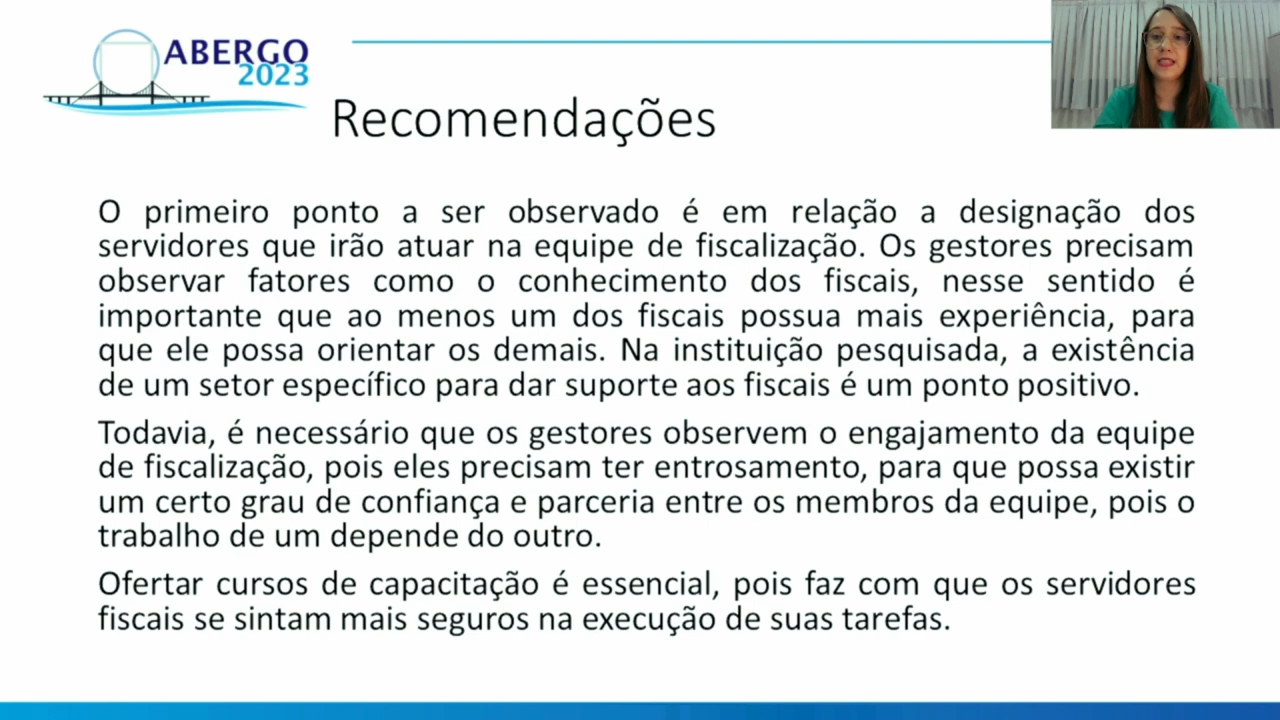 ABERGO
2023
Recomendações
O primeiro ponto a ser observado é em relação a designação dos
servidores que irão atuar na equipe de fiscalização. Os gestores precisam
observar fatores como o conhecimento dos fiscais, nesse sentido é
importante que ao menos um dos fiscais possua mais experiência, para
que ele possa orientar os demais. Na instituição pesquisada, a existência
de um setor específico para dar suporte aos fiscais é um ponto positivo.
Todavia, é necessário que os gestores observem o engajamento da equipe
de fiscalização, pois eles precisam ter entrosamento, para que possa existir
um certo grau de confiança e parceria entre os membros da equipe, pois o
trabalho de um depende do outro.
Ofertar cursos de capacitação é essencial, pois faz com que os servidores
fiscais se sintam mais seguros na execução de suas tarefas.